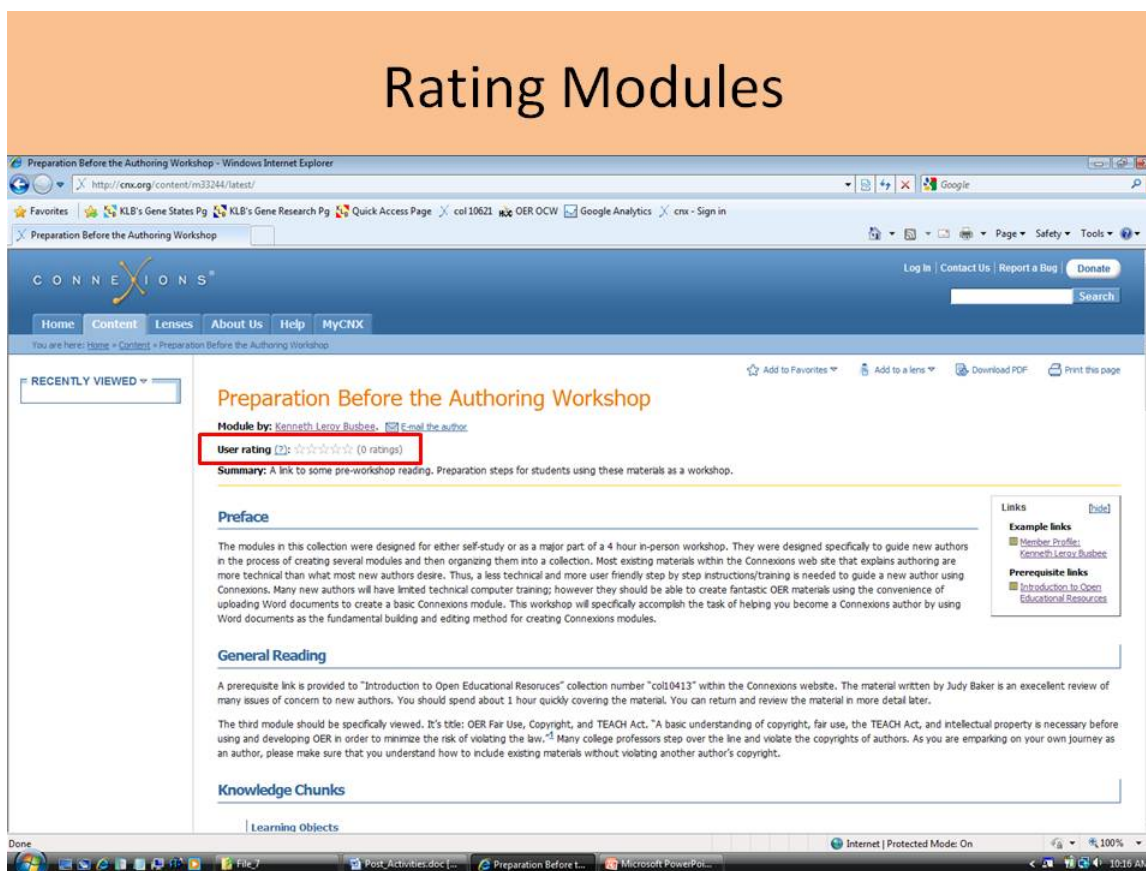 Rating Modules
Preparation Before the Authoring Workshop - Windows Internet Explorer
http://cnx.org/content/m33244/latest/
Google
Favorites KLB's Gene States Pg KLB's Gene Research Pg Quick Access Page col10621 OER OCW Google Analytics cnx - Sign in
Preparation Before the Authoring Workshop
Page Safety Tools
CONNEXIONS®
Log In | Contact Us | Report a Bug | Donate
Search
Home Content Lenses About Us Help MyCNX
You are here: Home » Content » Preparation Before the Authoring Workshop
RECENTLY VIEWED
Add to Favorites Add to a lens Download PDF Print this page
Preparation Before the Authoring Workshop
Module by: Kenneth Leroy Busbee. E-mail the author
User rating [?]: (0 ratings)
Summary: A link to some pre-workshop reading. Preparation steps for students using these materials as a workshop.
Links [hide]
Example links
Member Profile:
Kenneth Leroy Busbee
Prerequisite links
Introduction to Open
Educational Resources
Preface
The modules in this collection were designed for either self-study or as a major part of a 4 hour in-person workshop. They were designed specifically to guide new authors
in the process of creating several modules and then organizing them into a collection. Most existing materials within the Connexions web site that explains authoring are
more technical than what most new authors desire. Thus, a less technical and more user friendly step by step instructions/training is needed to guide a new author using
Connexions. Many new authors will have limited technical computer training; however they should be able to create fantastic OER materials using the convenience of
uploading Word documents to create a basic Connexions module. This workshop will specifically accomplish the task of helping you become a Connexions author by using
Word documents as the fundamental building and editing method for creating Connexions modules.
General Reading
A prerequisite link is provided to "Introduction to Open Educational Resoruces" collection number "col10413" within the Connexions website. The material written by Judy Baker is an execellent review of
many issues of concern to new authors. You should spend about 1 hour quickly covering the material. You can return and review the material in more detail later.
The third module should be specifically viewed. It's title: OER Fair Use, Copyright, and TEACH Act. "A basic understanding of copyright, fair use, the TEACH Act, and intellectual property is necessary before
using and developing OER in order to minimize the risk of violating the law."1 Many college professors step over the line and violate the copyrights of authors. As you are emparking on your own journey as
an author, please make sure that you understand how to include existing materials without violating another author's copyright.
Knowledge Chunks
Learning Objects
Done Internet | Protected Mode: On 100%
File_7 Post_Activities.doc [... Preparation Before t... Microsoft PowerPoi... 10:16 AM